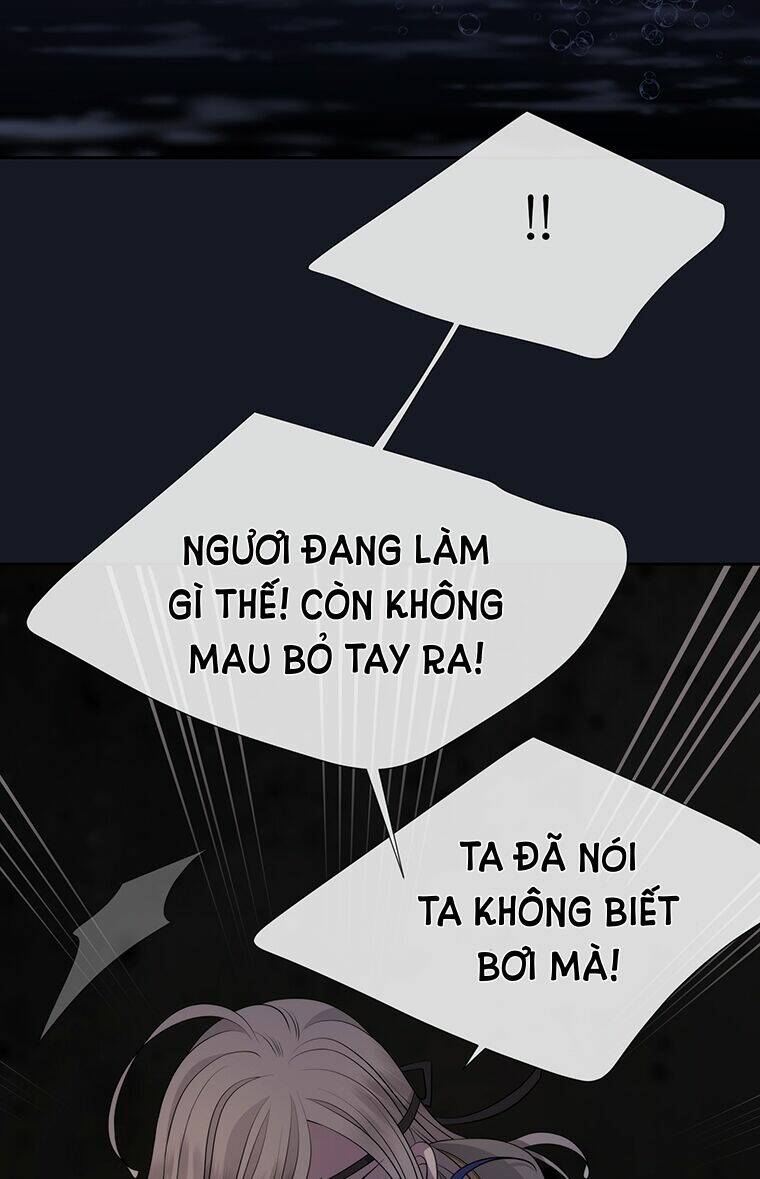 !!
NGƯƠI ĐANG LÀM
GÌ THẾ! CÒN KHÔNG
MAU BỎ TAY RA!
TA ĐÃ NÓI
TA KHÔNG BIẾT
BƠI MÀ!